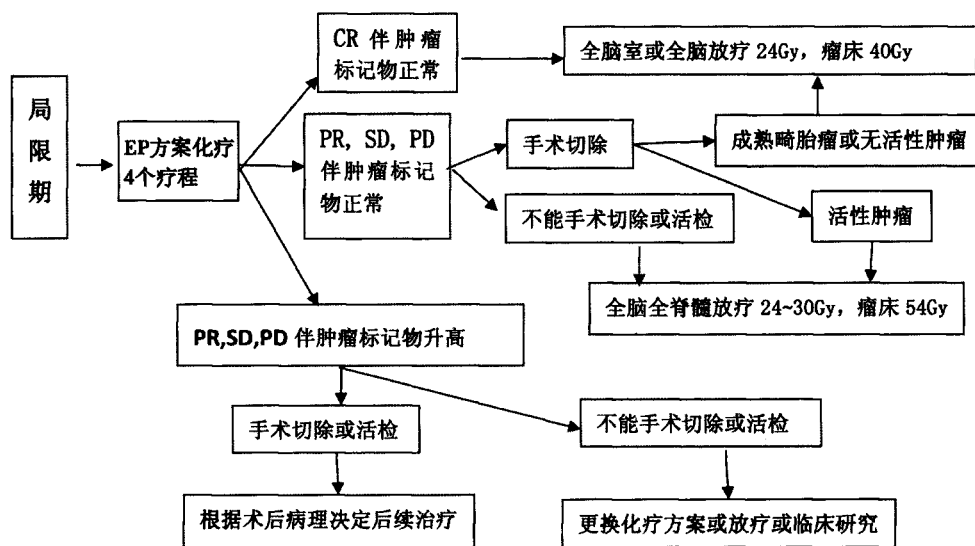 局
限
期
EP方案化疗
4个疗程
CR 伴肿瘤
标记物正常
全脑室或全脑放疗 24Gy，瘤床 40Gy
PR, SD, PD
伴肿瘤标记
物正常
手术切除
成熟畸胎瘤或无活性肿瘤
不能手术切除或活检
活性肿瘤
全脑全脊髓放疗 24~30Gy，瘤床 54Gy
PR,SD,PD 伴肿瘤标记物升高
手术切除或活检
不能手术切除或活检
根据术后病理决定后续治疗
更换化疗方案或放疗或临床研究